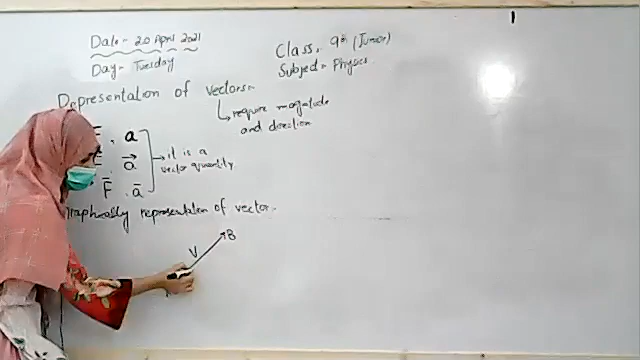 Date:- 20 April 2021
Day:- Tuesday
Class:- 9th (Junior)
Subject:- Physics
Representation of vectors:-
require magnitude
and direction
F , a
F⃗ , a⃗
F̄ , ā
it is a
vector quantity.
Graphically representation of vector.
V
B